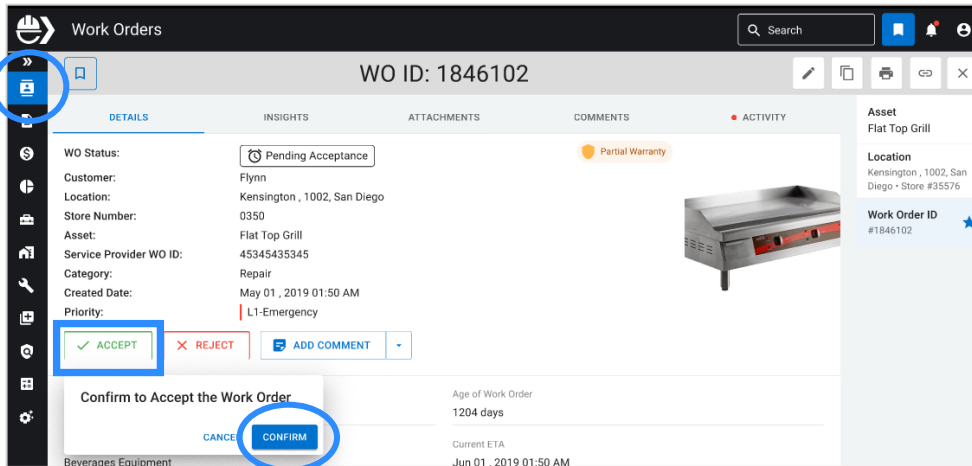 Work Orders
Search
WO ID: 1846102
DETAILS
INSIGHTS
ATTACHMENTS
COMMENTS
ACTIVITY
WO Status:
Pending Acceptance
Partial Warranty
Customer:
Flynn
Location:
Kensington , 1002, San Diego
Store Number:
0350
Asset:
Flat Top Grill
Service Provider WO ID:
45345435345
Category:
Repair
Created Date:
May 01 , 2019 01:50 AM
Priority:
L1-Emergency
ACCEPT
REJECT
ADD COMMENT
Confirm to Accept the Work Order
CANCEL
CONFIRM
Age of Work Order
1204 days
Current ETA
Jun 01 , 2019 01:50 AM
Beverages Equipment
Asset
Flat Top Grill
Location
Kensington , 1002, San
Diego • Store #35576
Work Order ID
#1846102